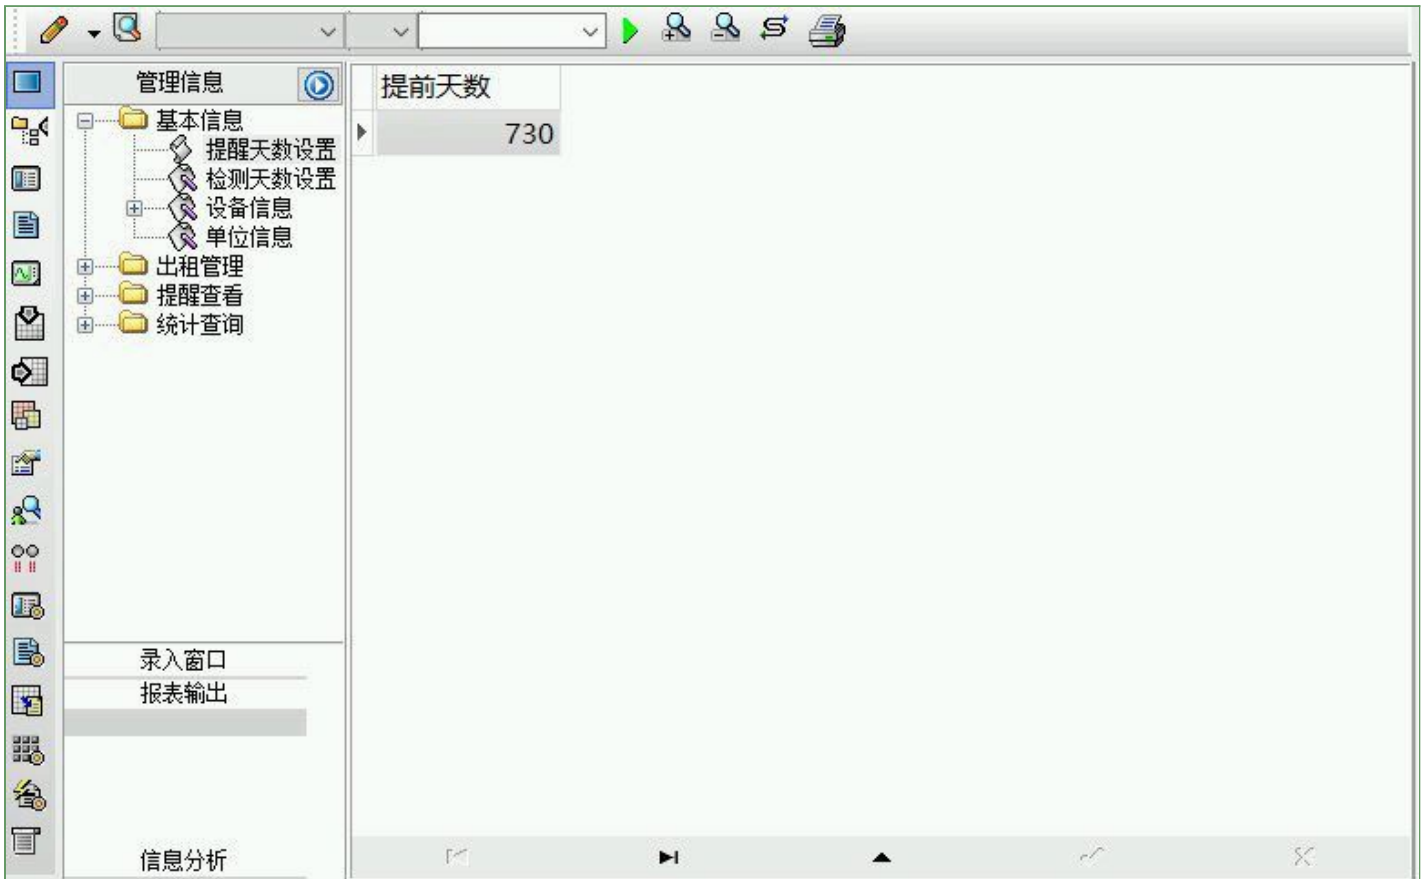 管理信息
基本信息
提醒天数设置
检测天数设置
设备信息
单位信息
出租管理
提醒查看
统计查询
录入窗口
报表输出
信息分析
提前天数
730